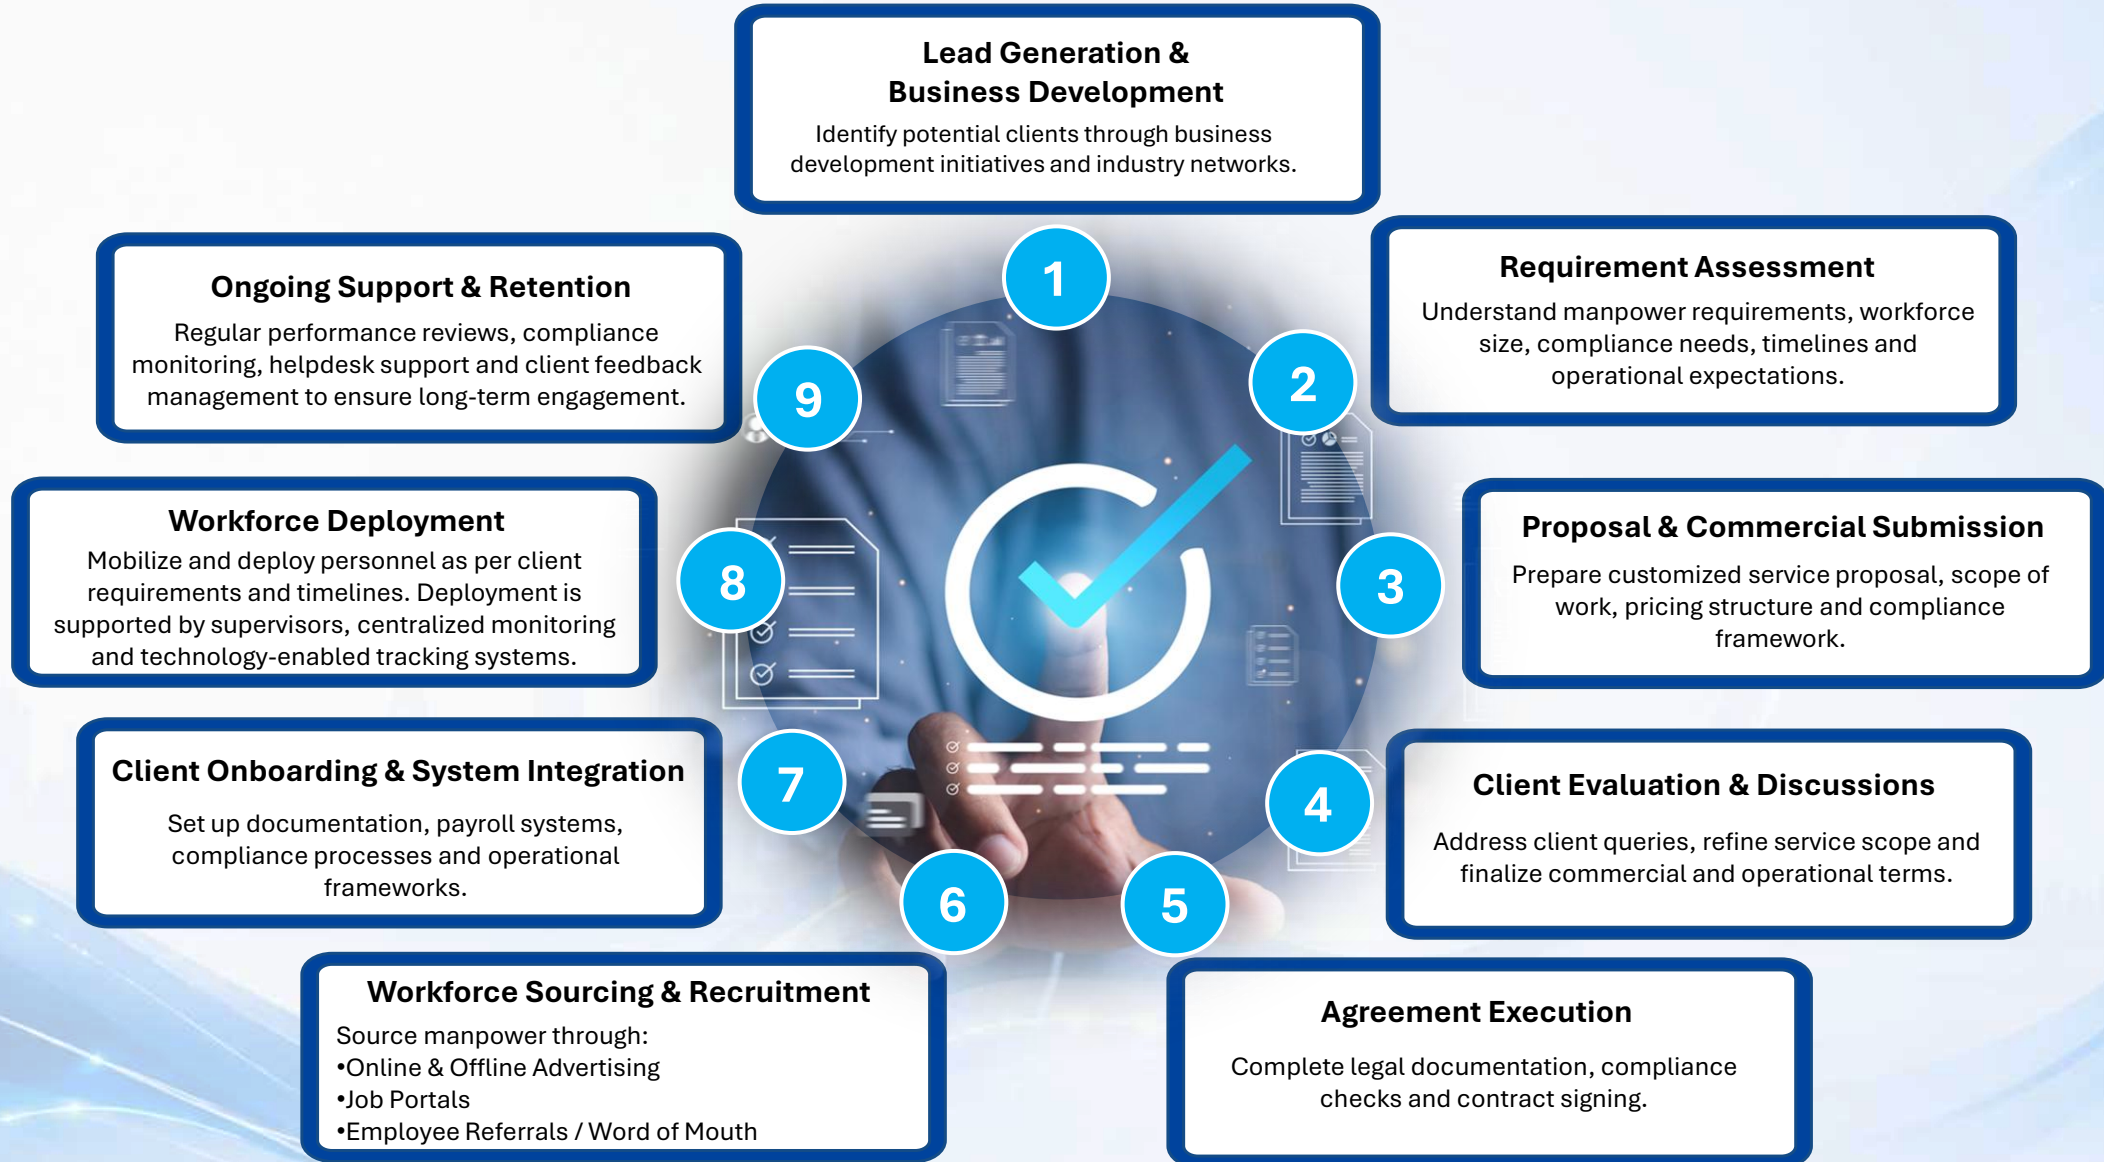 Lead Generation &
Business Development
Identify potential clients through business
development initiatives and industry networks.
1
Requirement Assessment
Understand manpower requirements, workforce
size, compliance needs, timelines and
operational expectations.
2
Proposal & Commercial Submission
Prepare customized service proposal, scope of
work, pricing structure and compliance
framework.
3
Client Evaluation & Discussions
Address client queries, refine service scope and
finalize commercial and operational terms.
4
Agreement Execution
Complete legal documentation, compliance
checks and contract signing.
5
Workforce Sourcing & Recruitment
Source manpower through:
•Online & Offline Advertising
•Job Portals
•Employee Referrals / Word of Mouth
6
Client Onboarding & System Integration
Set up documentation, payroll systems,
compliance processes and operational
frameworks.
7
Workforce Deployment
Mobilize and deploy personnel as per client
requirements and timelines. Deployment is
supported by supervisors, centralized monitoring
and technology-enabled tracking systems.
8
Ongoing Support & Retention
Regular performance reviews, compliance
monitoring, helpdesk support and client feedback
management to ensure long-term engagement.
9